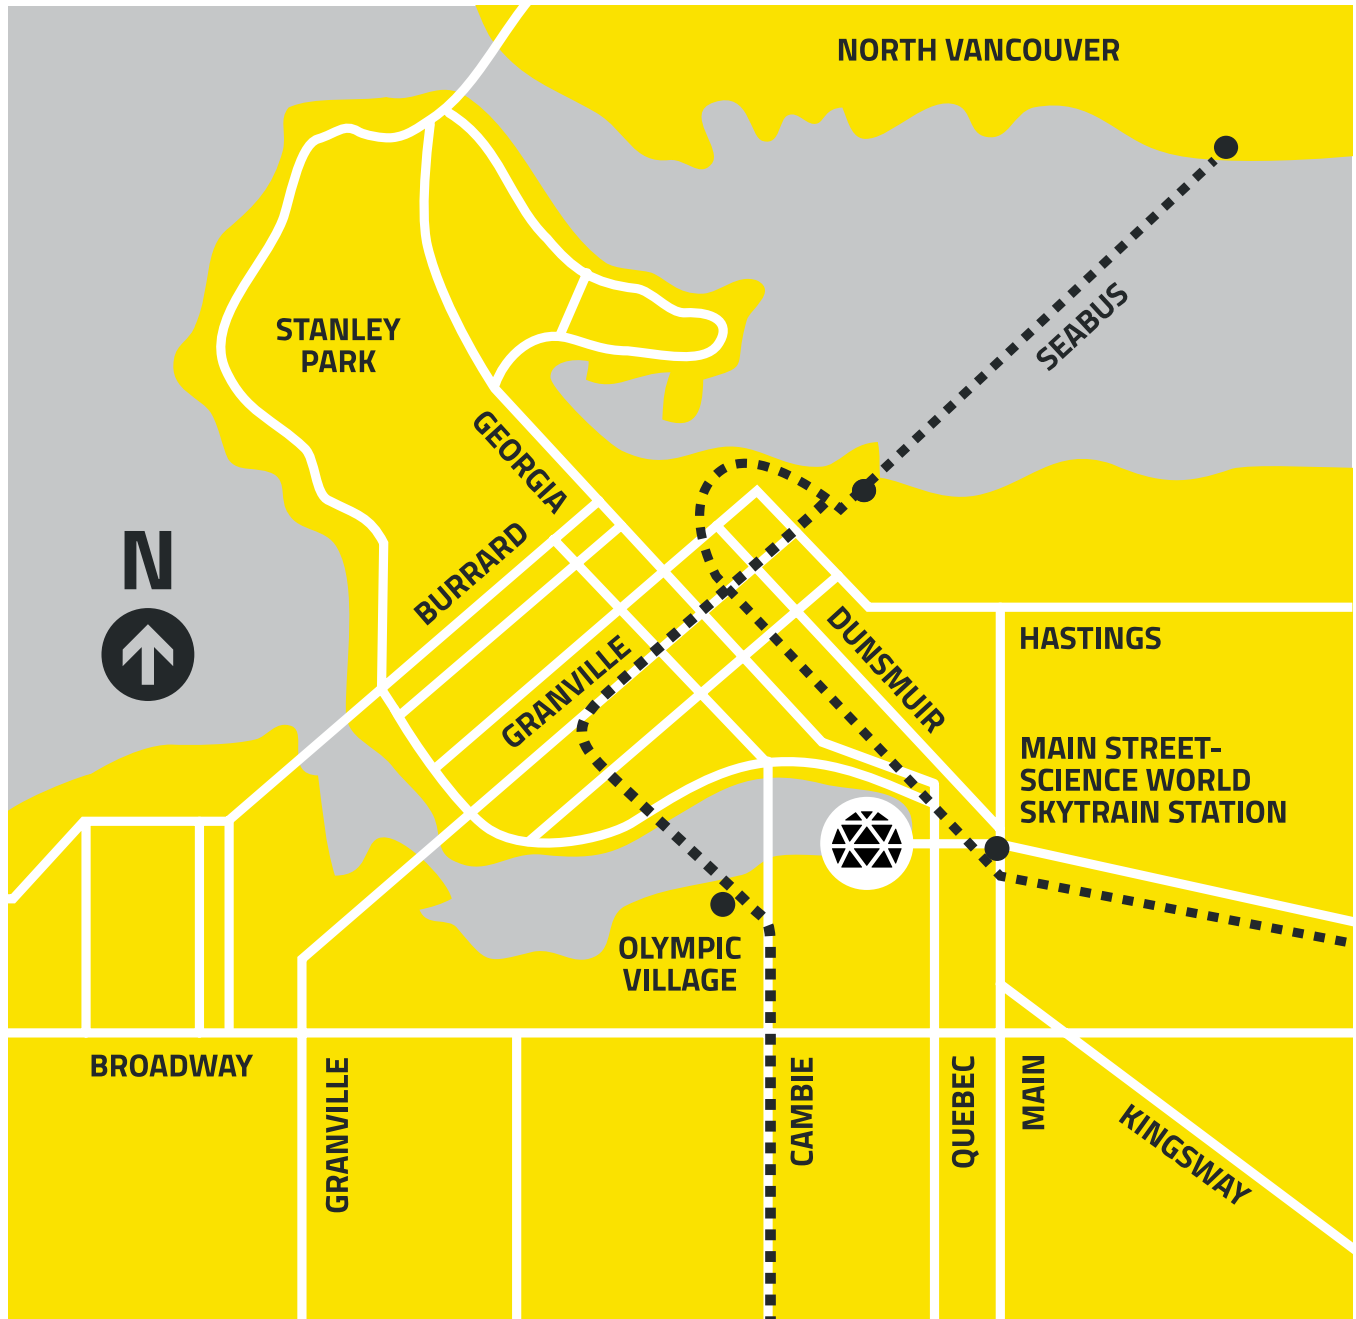 NORTH VANCOUVER
SEABUS
STANLEY
PARK
GEORGIA
BURRARD
N
GRANVILLE
DUNSMUIR
HASTINGS
MAIN STREET-
SCIENCE WORLD
SKYTRAIN STATION
OLYMPIC
VILLAGE
BROADWAY
GRANVILLE
CAMBIE
QUEBEC
MAIN
KINGSWAY